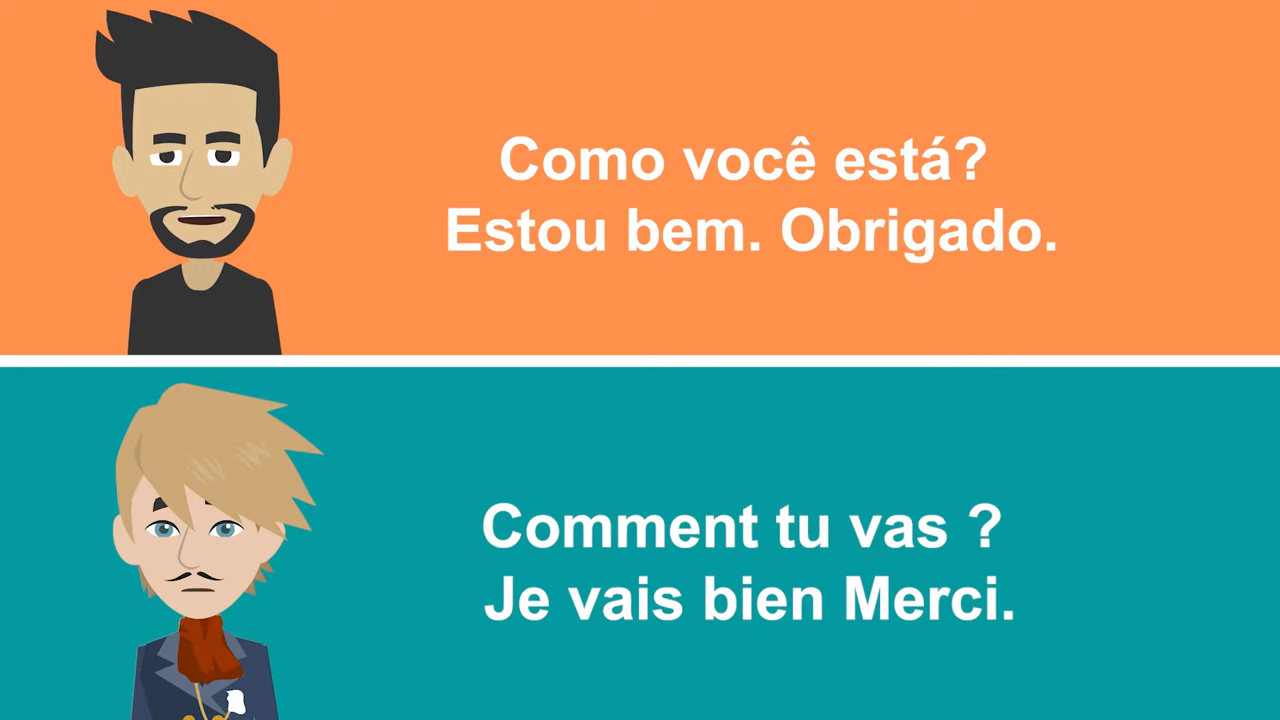 Como você está?
Estou bem. Obrigado.
Comment tu vas ?
Je vais bien Merci.